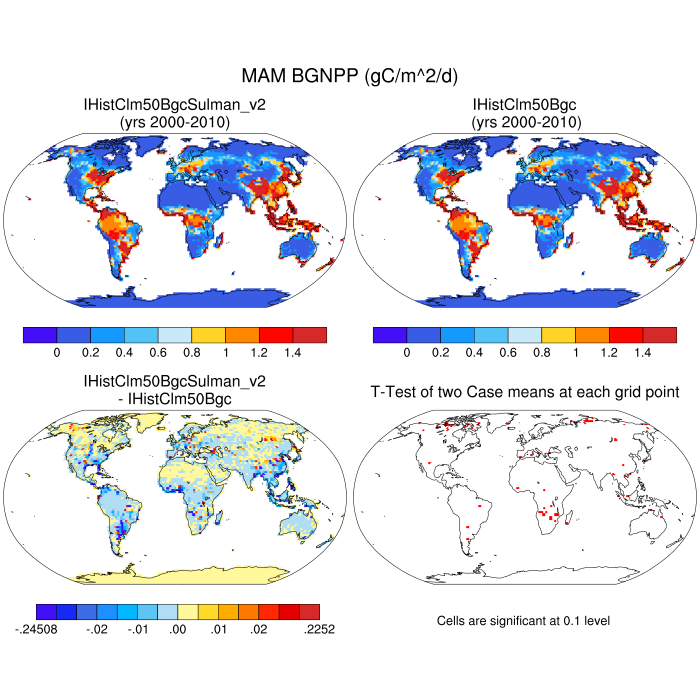 MAM BGNPP (gC/m^2/d)
IHistClm50BgcSulman_v2
(yrs 2000-2010)
IHistClm50Bgc
(yrs 2000-2010)
0 0.2 0.4 0.6 0.8 1 1.2 1.4
0 0.2 0.4 0.6 0.8 1 1.2 1.4
IHistClm50BgcSulman_v2
- IHistClm50Bgc
T-Test of two Case means at each grid point
-.24508 -.02 -.01 .00 .01 .02 .2252
Cells are significant at 0.1 level